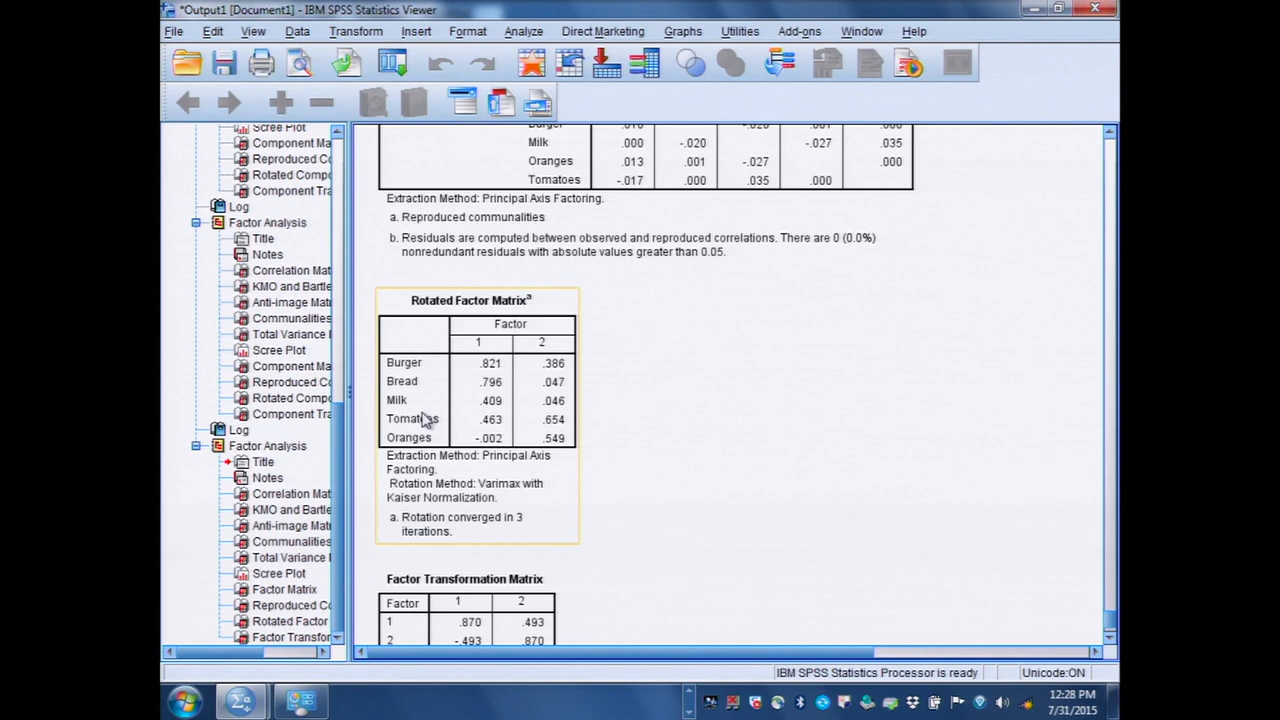 *Output1 [Document1] - IBM SPSS Statistics Viewer
File Edit View Data Transform Insert Format Analyze Direct Marketing Graphs Utilities Add-ons Window Help
Scree Plot
Component Ma
Reproduced Co
Rotated Compo
Component Tra
Log
Factor Analysis
Title
Notes
Correlation Mat
KMO and Bartle
Anti-image Mat
Communalities
Total Variance
Scree Plot
Component Ma
Reproduced Co
Rotated Compo
Component Tra
Log
Factor Analysis
Title
Notes
Correlation Mat
KMO and Bartle
Anti-image Mat
Communalities
Total Variance
Scree Plot
Factor Matrix
Reproduced Co
Rotated Factor
Factor Transfor
Burger .016 -.020 .001 .000
Milk .000 -.020 -.027 .035
Oranges .013 .001 -.027 .000
Tomatoes -.017 .000 .035 .000
Extraction Method: Principal Axis Factoring.
a. Reproduced communalities
b. Residuals are computed between observed and reproduced correlations. There are 0 (0.0%)
nonredundant residuals with absolute values greater than 0.05.
Rotated Factor Matrixa
Factor
1 2
Burger .821 .386
Bread .796 .047
Milk .409 .046
Tomatoes .463 .654
Oranges -.002 .549
Extraction Method: Principal Axis
Factoring.
Rotation Method: Varimax with
Kaiser Normalization.
a. Rotation converged in 3
iterations.
Factor Transformation Matrix
Factor 1 2
1 .870 .493
2 -.493 .870
IBM SPSS Statistics Processor is ready Unicode:ON
12:28 PM
7/31/2015